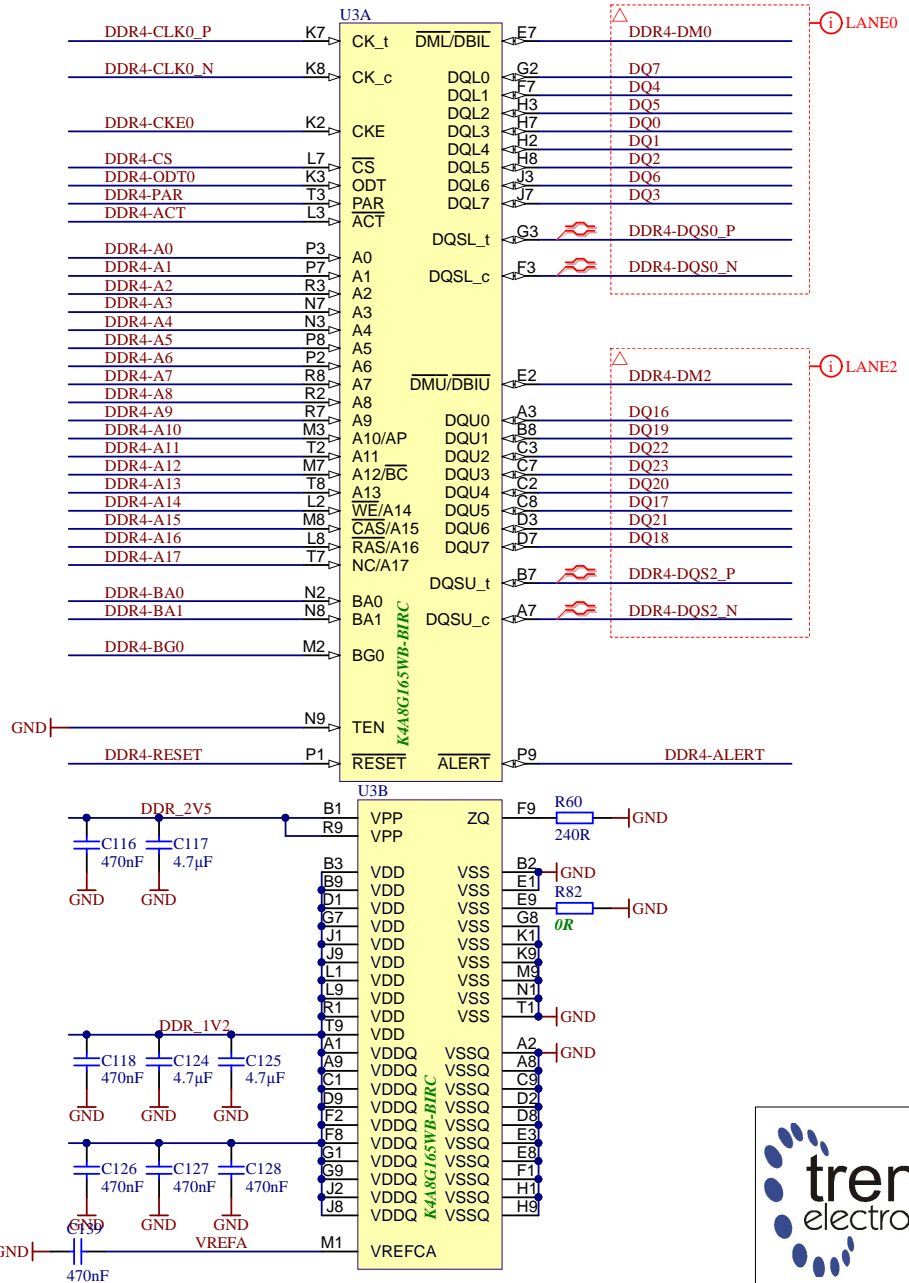 U3A
DDR4-CLK0_P K7 CK_t DML/DBIL E7 DDR4-DM0 LANE0
DDR4-CLK0_N K8 CK_c DQL0 G2 DQ7
DQL1 F7 DQ4
DQL2 H3 DQ5
DDR4-CKE0 K2 CKE DQL3 H7 DQ0
DQL4 H2 DQ1
DDR4-CS L7 CS DQL5 H8 DQ2
DDR4-ODT0 K3 ODT DQL6 J3 DQ6
DDR4-PAR T3 PAR DQL7 J7 DQ3
DDR4-ACT L3 ACT
DQSL_t G3 DDR4-DQS0_P
DDR4-A0 P3 A0
DDR4-A1 P7 A1 DQSL_c F3 DDR4-DQS0_N
DDR4-A2 R3 A2
DDR4-A3 N7 A3
DDR4-A4 N3 A4
DDR4-A5 P8 A5
DDR4-A6 P2 A6 LANE2
DDR4-A7 R8 A7 DMU/DBIU E2 DDR4-DM2
DDR4-A8 R2 A8
DDR4-A9 R7 A9 DQU0 A3 DQ16
DDR4-A10 M3 A10/AP DQU1 B8 DQ19
DDR4-A11 T2 A11 DQU2 C3 DQ22
DDR4-A12 M7 A12/BC DQU3 C7 DQ23
DDR4-A13 T8 A13 DQU4 C2 DQ20
DDR4-A14 L2 WE/A14 DQU5 C8 DQ17
DDR4-A15 M8 CAS/A15 DQU6 D3 DQ21
DDR4-A16 L8 RAS/A16 DQU7 D7 DQ18
DDR4-A17 T7 NC/A17
DQSU_t B7 DDR4-DQS2_P
DDR4-BA0 N2 BA0
DDR4-BA1 N8 BA1 DQSU_c A7 DDR4-DQS2_N
DDR4-BG0 M2 BG0
K4A8G165WB-BIRC
GND N9 TEN
DDR4-RESET P1 RESET ALERT P9 DDR4-ALERT
U3B
DDR_2V5 B1 VPP ZQ F9 R60 GND
R9 VPP 240R
C116 C117
470nF 4.7µF
GND GND
B3 VDD VSS B2 GND
B9 VDD VSS E1
D1 VDD VSS E9 R82 GND
0R
G7 VDD VSS G8
J1 VDD VSS K1
J9 VDD VSS K9
L1 VDD VSS M9
L9 VDD VSS N1
R1 VDD VSS T1 GND
DDR_1V2 T9 VDD
A1 VDDQ VSSQ A2 GND
A9 VDDQ VSSQ A8
C1 VDDQ VSSQ C9
D9 VDDQ VSSQ D2
F2 VDDQ VSSQ D8
F8 VDDQ VSSQ E3
G1 VDDQ VSSQ E8
G9 VDDQ VSSQ F1
J2 VDDQ VSSQ H1
J8 VDDQ VSSQ H9
K4A8G165WB-BIRC
C118 C124 C125
470nF 4.7µF 4.7µF
GND GND GND
C126 C127 C128
470nF 470nF 470nF
GND GND GND
C139
GND VREFA M1 VREFCA
470nF
tren
electro